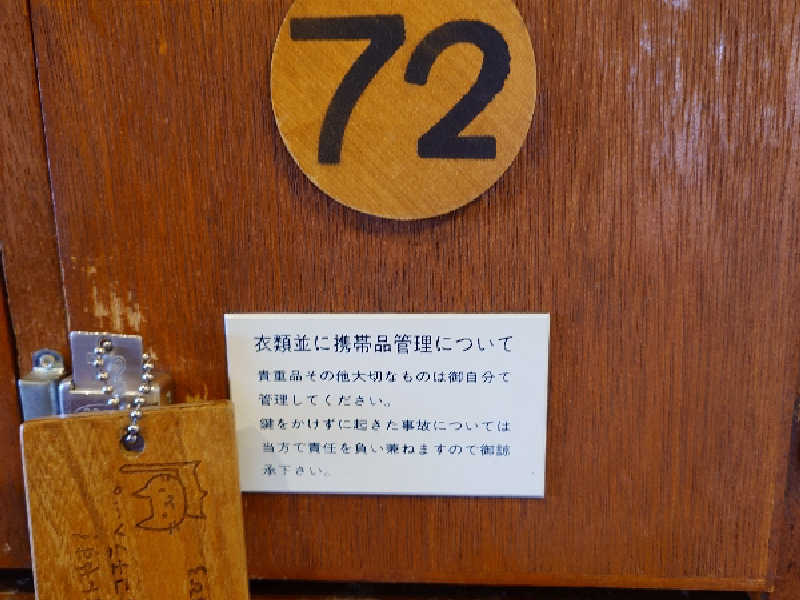 72
衣類並に携帯品管理について
貴重品その他大切なものは御自分で
管理してください。
鍵をかけずに起きた事故については
当方で責任を負い兼ねますので御諒
承下さい。